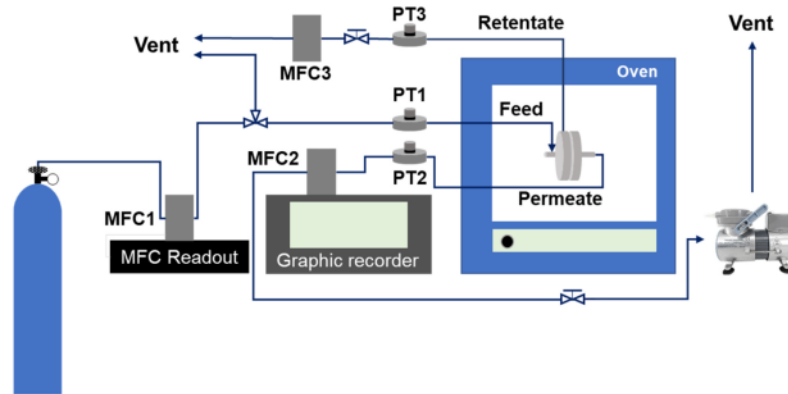 PT3
Retentate
Vent
Vent
MFC3
Oven
PT1
Feed
MFC2
PT2
Permeate
MFC1
MFC Readout
Graphic recorder